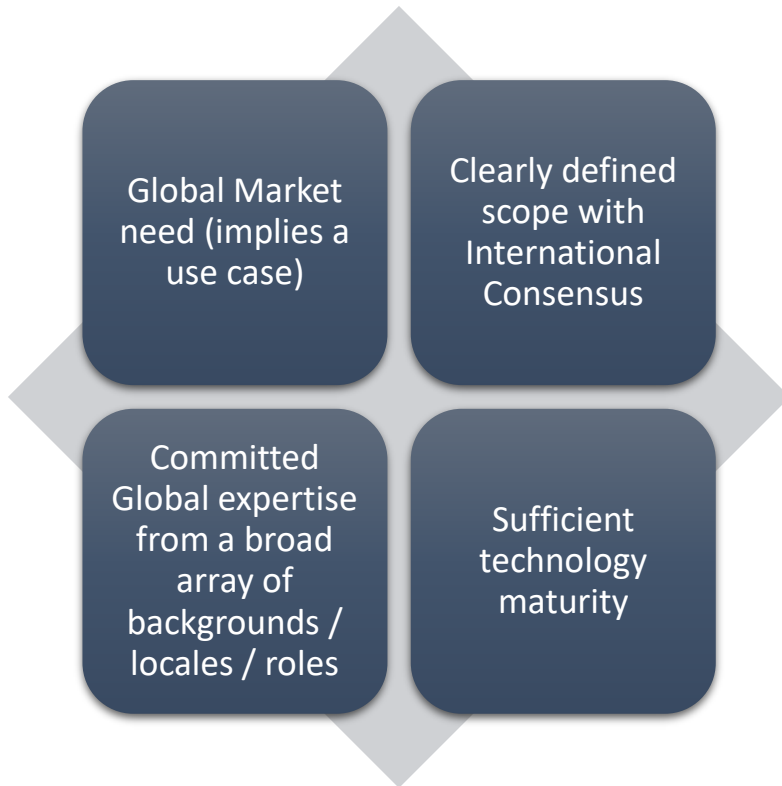 Global Market
need (implies a
use case)
Clearly defined
scope with
International
Consensus
Committed
Global expertise
from a broad
array of
backgrounds /
locales / roles
Sufficient
technology
maturity